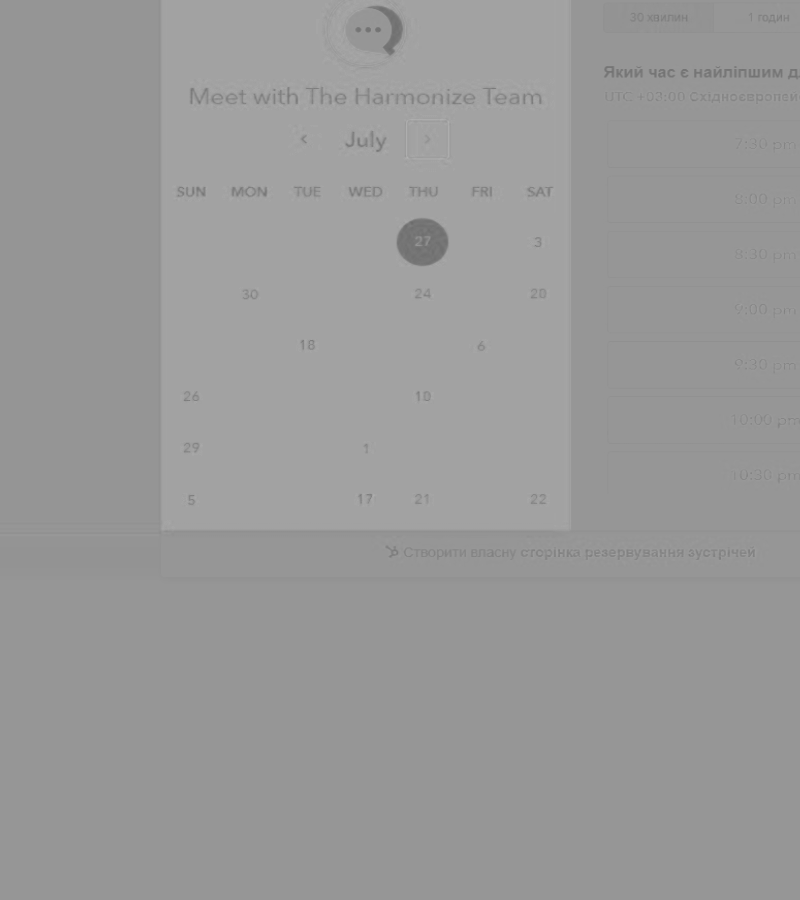 30 хвилин 1 годин
Який час є найліпшим д
UTC +03:00 Східноєвропей
Meet with The Harmonize Team
July
SUN MON TUE WED THU FRI SAT
27 3
30 24 20
18 6
26 10
29 1
5 17 21 22
7:30 pm
8:00 pm
8:30 pm
9:00 pm
9:30 pm
10:00 pm
10:30 pm
Створити власну сторінка резервування зустрічей